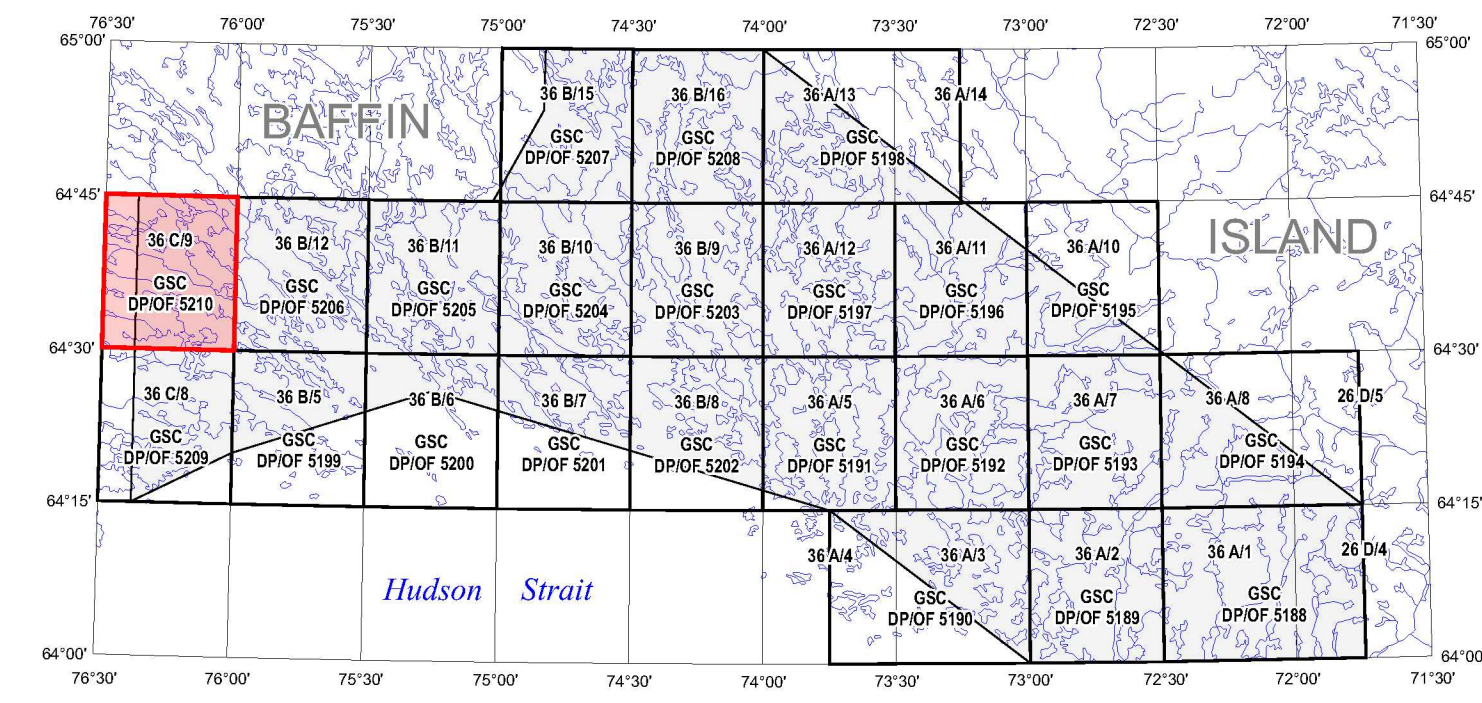 76°30' 76°00' 75°30' 75°00' 74°30' 74°00' 73°30' 73°00' 72°30' 72°00' 71°30'
65°00' 65°00'
BAFFIN
36 B/15 36 B/16 36 A/13 36 A/14
GSC GSC GSC
DP/OF 5207 DP/OF 5208 DP/OF 5198
64°45' 64°45'
ISLAND
36 C/9 36 B/12 36 B/11 36 B/10 36 B/9 36 A/12 36 A/11 36 A/10
GSC GSC GSC GSC GSC GSC GSC GSC
DP/OF 5210 DP/OF 5206 DP/OF 5205 DP/OF 5204 DP/OF 5203 DP/OF 5197 DP/OF 5196 DP/OF 5195
64°30' 64°30'
36 C/8 36 B/5 36 B/6 36 B/7 36 B/8 36 A/5 36 A/6 36 A/7 36 A/8 26 D/5
GSC GSC GSC GSC GSC GSC GSC GSC GSC
DP/OF 5209 DP/OF 5199 DP/OF 5200 DP/OF 5201 DP/OF 5202 DP/OF 5191 DP/OF 5192 DP/OF 5193 DP/OF 5194
64°15' 64°15'
36 A/4 36 A/3 36 A/2 36 A/1 26 D/4
Hudson Strait
GSC GSC GSC
DP/OF 5190 DP/OF 5189 DP/OF 5188
64°00' 64°00'
76°30' 76°00' 75°30' 75°00' 74°30' 74°00' 73°30' 73°00' 72°30' 72°00' 71°30'